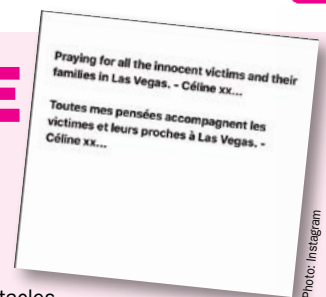 E
Praying for all the innocent victims and their
families in Las Vegas. - Céline xx...
Toutes mes pensées accompagnent les
victimes et leurs proches à Las Vegas. -
Céline xx...
Photo: Instagram
tacles